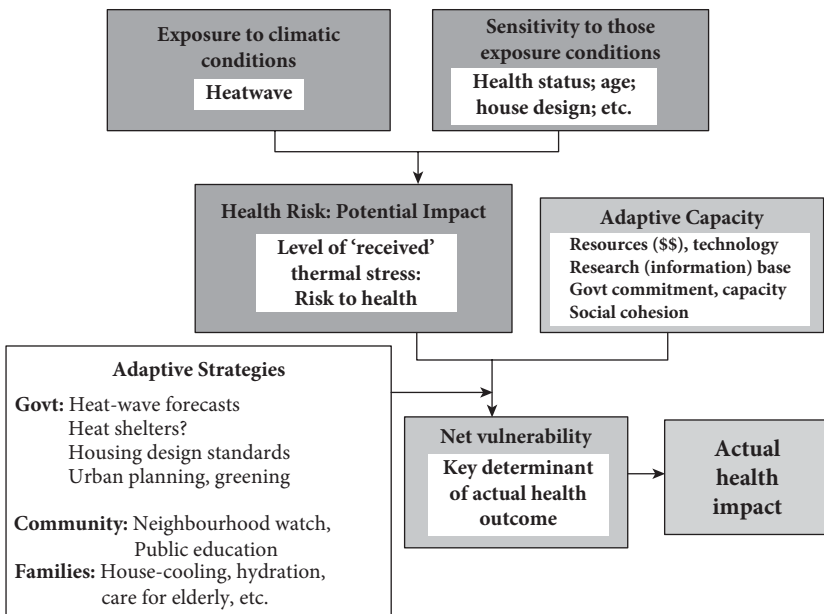 Exposure to climatic
conditions
Heatwave
Sensitivity to those
exposure conditions
Health status; age;
house design; etc.
Health Risk: Potential Impact
Level of ‘received’
thermal stress:
Risk to health
Adaptive Capacity
Resources ($$), technology
Research (information) base
Govt commitment, capacity
Social cohesion
Adaptive Strategies
Govt: Heat-wave forecasts
Heat shelters?
Housing design standards
Urban planning, greening
Community: Neighbourhood watch,
Public education
Families: House-cooling, hydration,
care for elderly, etc.
Net vulnerability
Key determinant
of actual health
outcome
Actual
health
impact